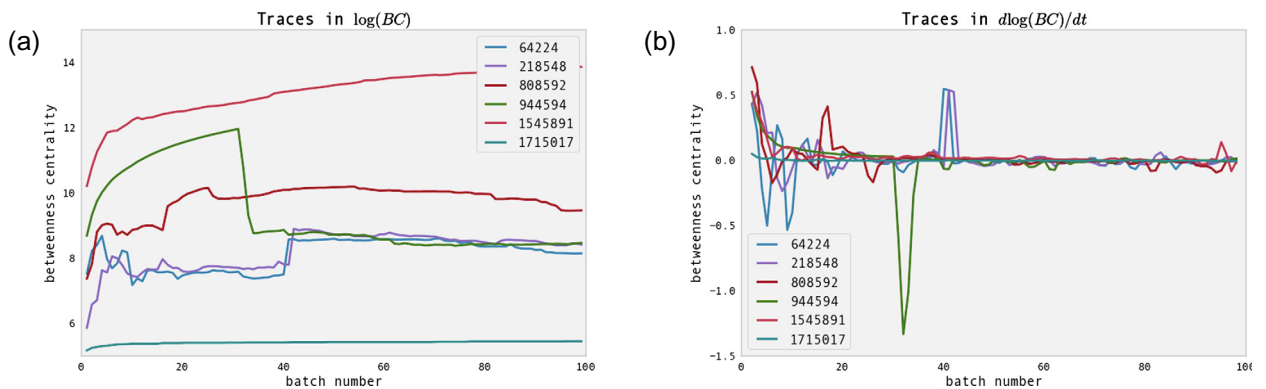 (a)
Traces in log(BC)
betweenness centrality
14
12
10
8
6
0 20 40 60 80 100
batch number
64224
218548
808592
944594
1545891
1715017
(b)
Traces in dlog(BC)/dt
betweenness centrality
1.0
0.5
0.0
−0.5
−1.0
−1.5
0 20 40 60 80 100
batch number
64224
218548
808592
944594
1545891
1715017